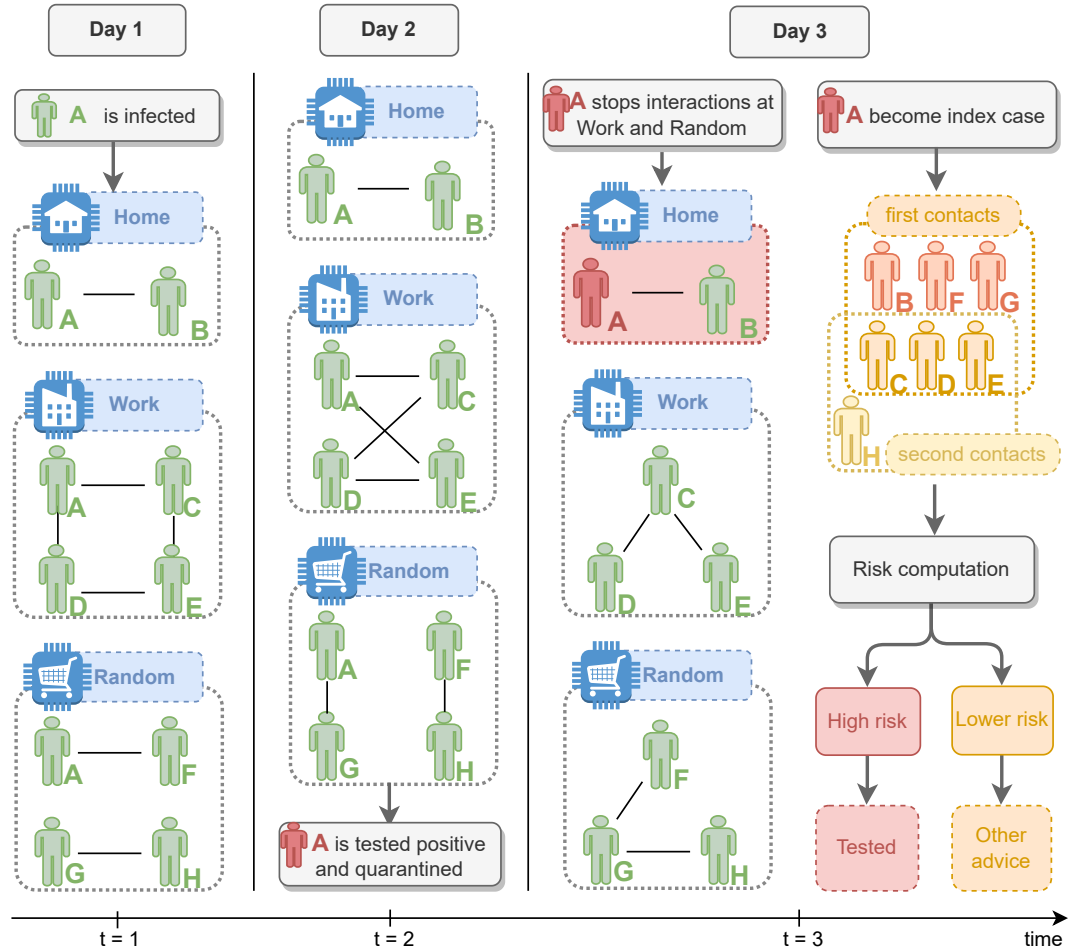 Day 1
A is infected
Home
A
B
Work
A
C
D
E
Random
A
F
G
H
t = 1
Day 2
Home
A
B
Work
A
C
D
E
Random
A
F
G
H
A is tested positive
and quarantined
t = 2
Day 3
A stops interactions at
Work and Random
Home
A
B
Work
C
D
E
Random
F
G
H
A become index case
first contacts
B
F
G
C
D
E
H
second contacts
Risk computation
High risk
Lower risk
Tested
Other
advice
t = 3
time